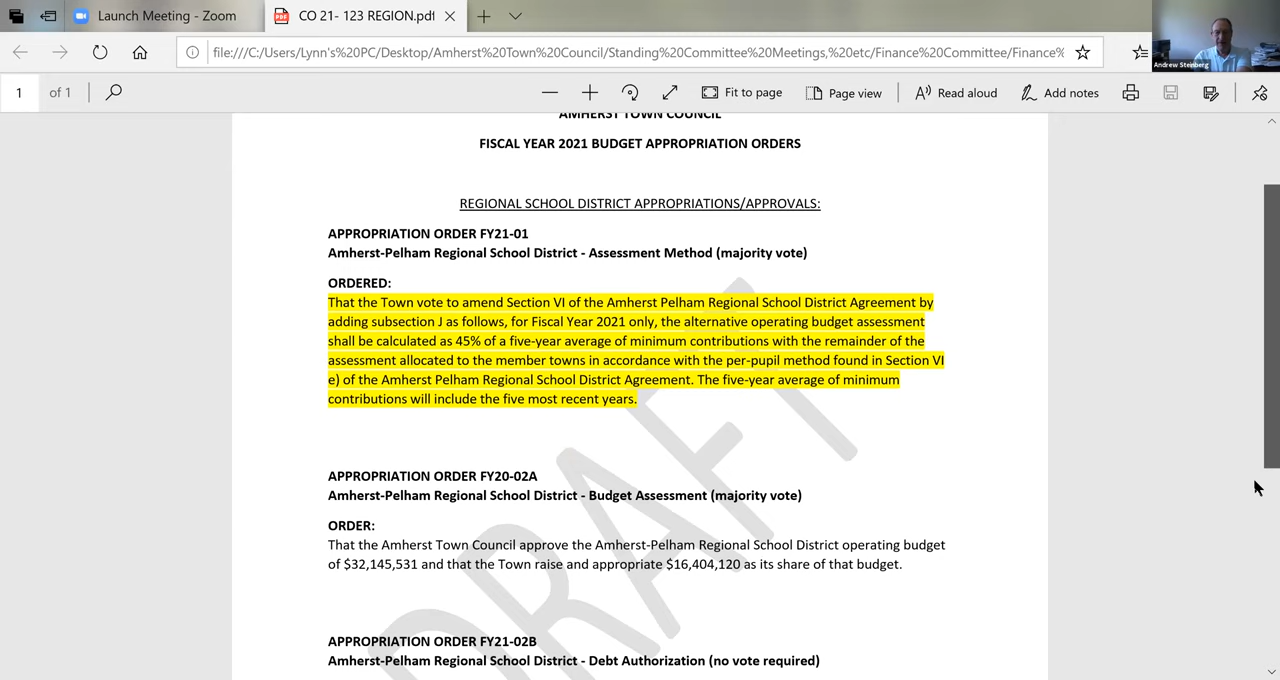 Launch Meeting - Zoom
CO 21- 123 REGION.pdf
file:///C:/Users/Lynn's%20PC/Desktop/Amherst%20Town%20Council/Standing%20Committee%20Meetings,%20etc/Finance%20Committee/Finance%
Andrew Steinberg
1 of 1
Fit to page
Page view
Read aloud
Add notes
AMHERST TOWN COUNCIL
FISCAL YEAR 2021 BUDGET APPROPRIATION ORDERS
REGIONAL SCHOOL DISTRICT APPROPRIATIONS/APPROVALS:
APPROPRIATION ORDER FY21-01
Amherst-Pelham Regional School District - Assessment Method (majority vote)
ORDERED:
That the Town vote to amend Section VI of the Amherst Pelham Regional School District Agreement by
adding subsection J as follows, for Fiscal Year 2021 only, the alternative operating budget assessment
shall be calculated as 45% of a five-year average of minimum contributions with the remainder of the
assessment allocated to the member towns in accordance with the per-pupil method found in Section VI
e) of the Amherst Pelham Regional School District Agreement. The five-year average of minimum
contributions will include the five most recent years.
APPROPRIATION ORDER FY20-02A
Amherst-Pelham Regional School District - Budget Assessment (majority vote)
ORDER:
That the Amherst Town Council approve the Amherst-Pelham Regional School District operating budget
of $32,145,531 and that the Town raise and appropriate $16,404,120 as its share of that budget.
APPROPRIATION ORDER FY21-02B
Amherst-Pelham Regional School District - Debt Authorization (no vote required)
DRAFT